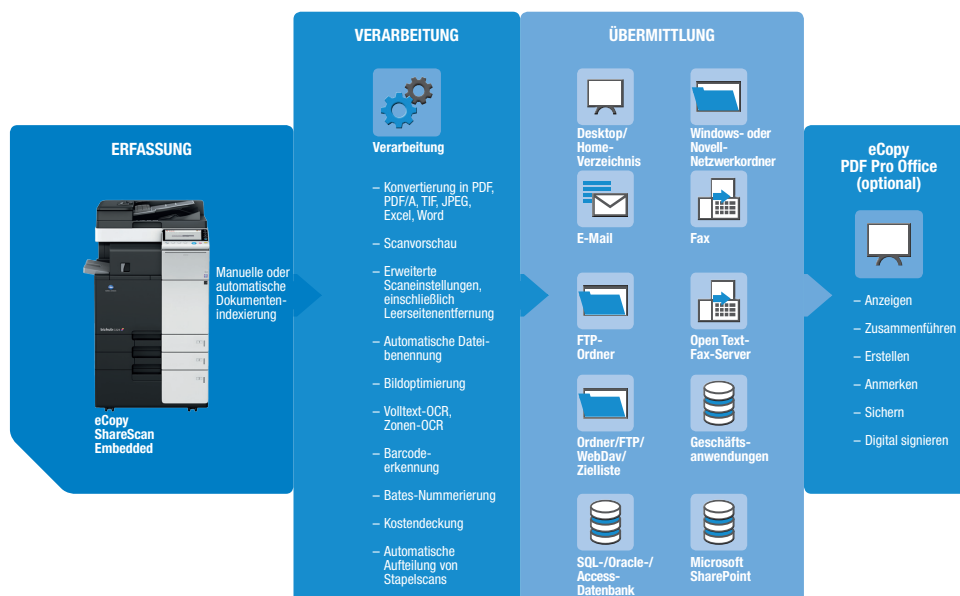 ERFASSUNG
Manuelle oder
automatische
Dokumenten-
indexierung
eCopy
ShareScan
Embedded
VERARBEITUNG
Verarbeitung
– Konvertierung in PDF,
PDF/A, TIF, JPEG,
Excel, Word
– Scanvorschau
– Erweiterte
Scaneinstellungen,
einschließlich
Leerseitenentfernung
– Automatische Datei-
benennung
– Bildoptimierung
– Volltext-OCR,
Zonen-OCR
– Barcode-
erkennung
– Bates-Nummerierung
– Kostendeckung
– Automatische
Aufteilung von
Stapelscans
ÜBERMITTLUNG
Desktop/
Home-
Verzeichnis
Windows- oder
Novell-
Netzwerkordner
E-Mail
Fax
FTP-
Ordner
Open Text-
Fax-Server
Ordner/FTP/
WebDav/
Zielliste
Geschäfts-
anwendungen
SQL-/Oracle-/
Access-
Datenbank
Microsoft
SharePoint
eCopy
PDF Pro Office
(optional)
– Anzeigen
– Zusammenführen
– Erstellen
– Anmerken
– Sichern
– Digital signieren